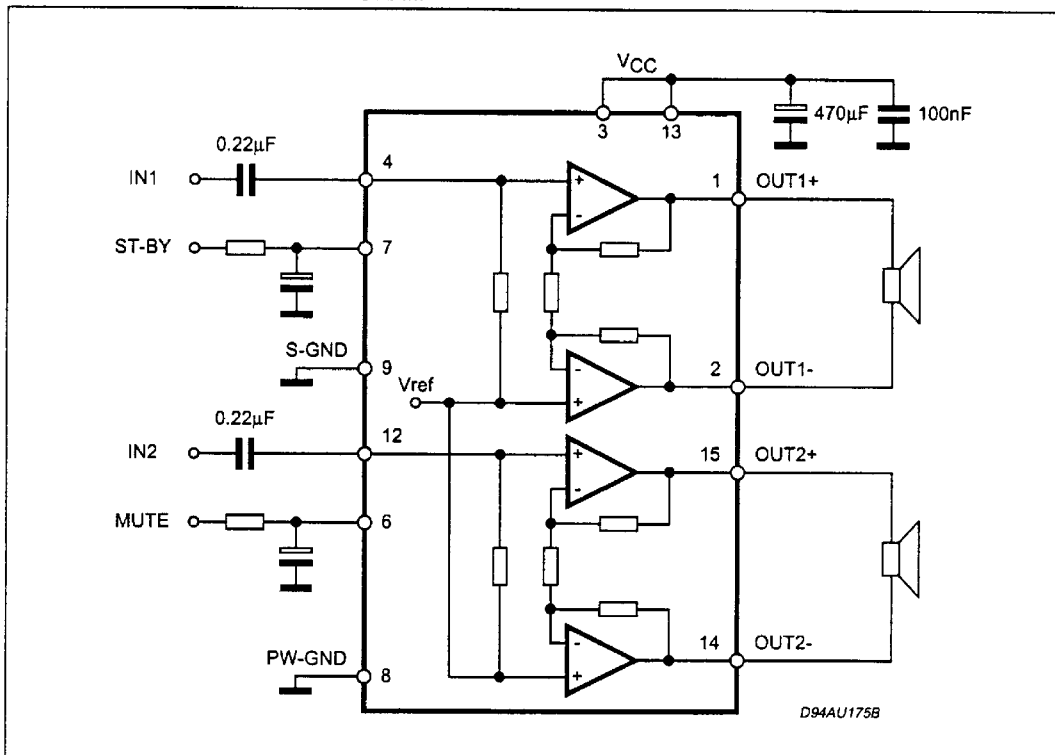 VCC
3
13
470µF
100nF
0.22µF
IN1
4
1
OUT1+
ST-BY
7
+
-
S-GND
9
-
+
2
OUT1-
Vref
0.22µF
IN2
12
15
OUT2+
+
-
MUTE
6
PW-GND
8
-
+
14
OUT2-
D94AU175B